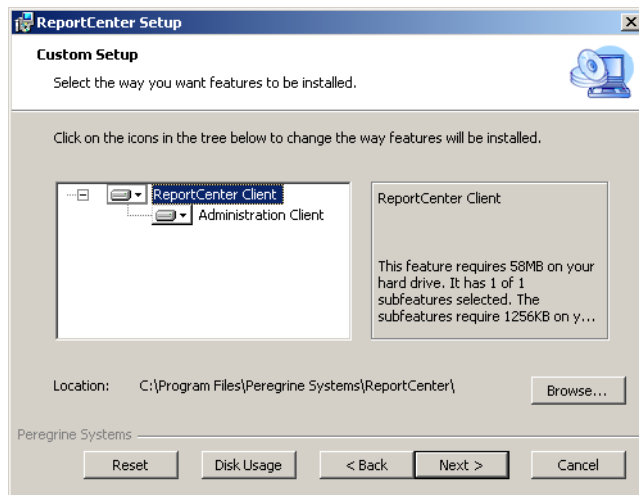 ReportCenter Setup
Custom Setup
Select the way you want features to be installed.
Click on the icons in the tree below to change the way features will be installed.
ReportCenter Client
Administration Client
ReportCenter Client
This feature requires 58MB on your
hard drive. It has 1 of 1
subfeatures selected. The
subfeatures require 1256KB on y...
Location: C:\Program Files\Peregrine Systems\ReportCenter\
Browse...
Peregrine Systems
Reset Disk Usage < Back Next > Cancel